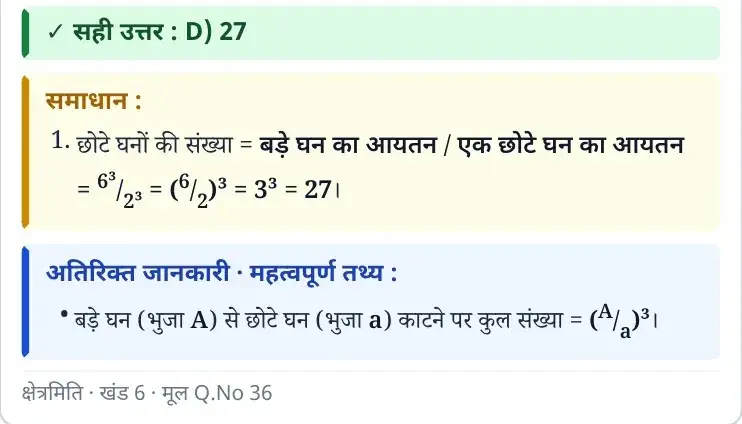 ✓ सही उत्तर : D) 27
समाधान :
1. छोटे घनों की संख्या = बड़े घन का आयतन / एक छोटे घन का आयतन
= 6³/2³ = (6/2)³ = 3³ = 27।
अतिरिक्त जानकारी · महत्वपूर्ण तथ्य :
• बड़े घन (भुजा A) से छोटे घन (भुजा a) काटने पर कुल संख्या = (A/a)³।
क्षेत्रमिति · खंड 6 · मूल Q.No 36